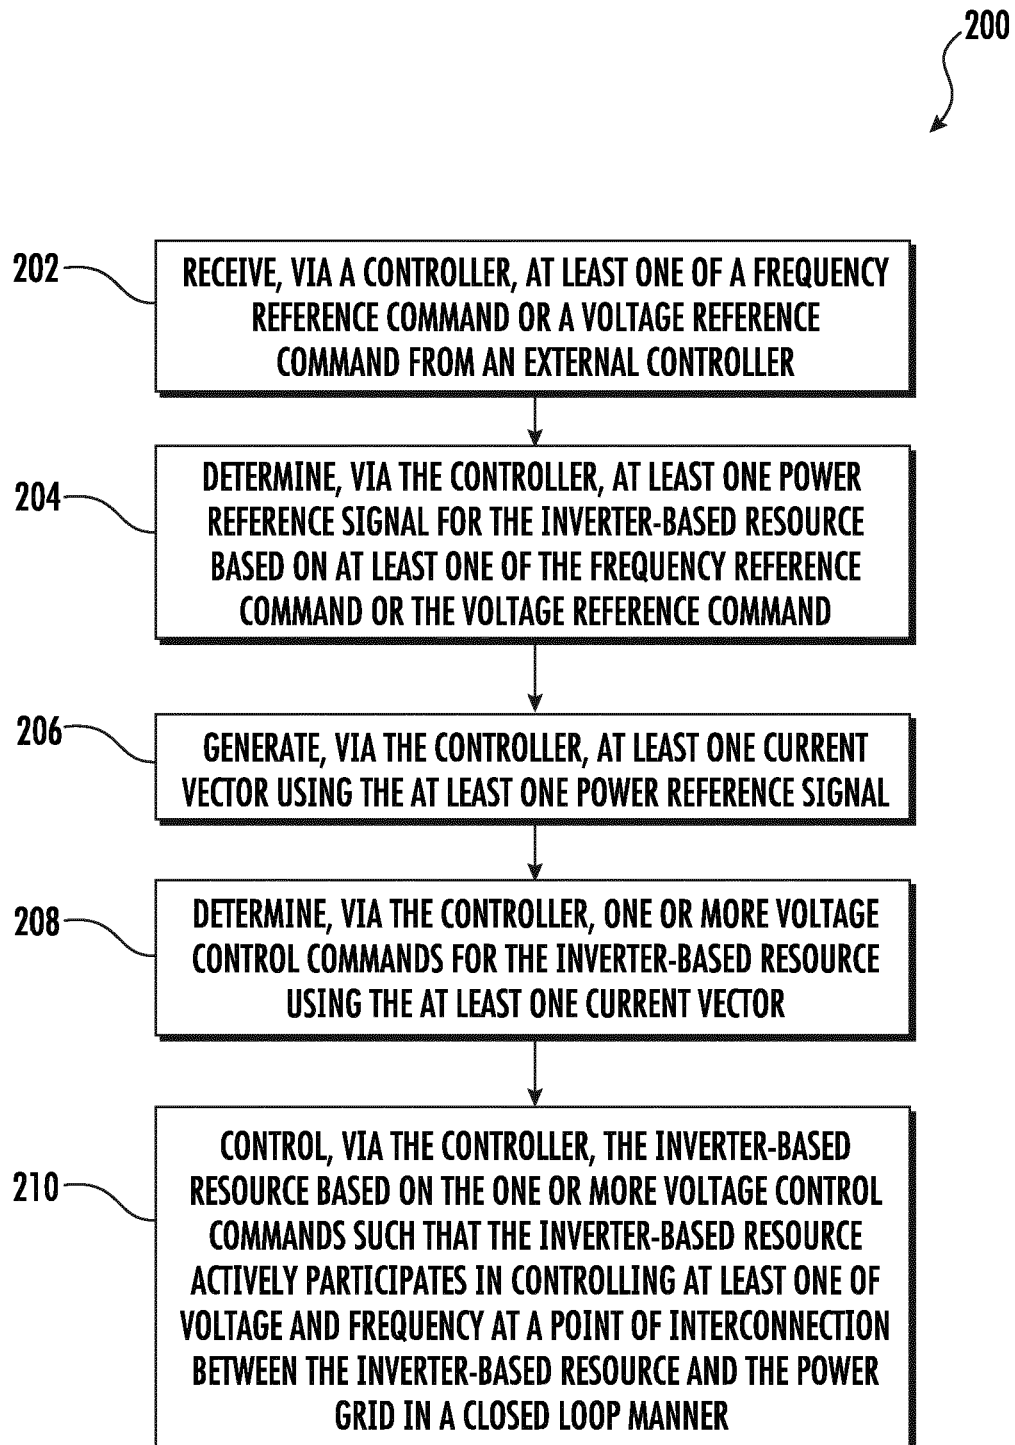 200
202
RECEIVE, VIA A CONTROLLER, AT LEAST ONE OF A FREQUENCY
REFERENCE COMMAND OR A VOLTAGE REFERENCE
COMMAND FROM AN EXTERNAL CONTROLLER
204
DETERMINE, VIA THE CONTROLLER, AT LEAST ONE POWER
REFERENCE SIGNAL FOR THE INVERTER-BASED RESOURCE
BASED ON AT LEAST ONE OF THE FREQUENCY REFERENCE
COMMAND OR THE VOLTAGE REFERENCE COMMAND
206
GENERATE, VIA THE CONTROLLER, AT LEAST ONE CURRENT
VECTOR USING THE AT LEAST ONE POWER REFERENCE SIGNAL
208
DETERMINE, VIA THE CONTROLLER, ONE OR MORE VOLTAGE
CONTROL COMMANDS FOR THE INVERTER-BASED RESOURCE
USING THE AT LEAST ONE CURRENT VECTOR
210
CONTROL, VIA THE CONTROLLER, THE INVERTER-BASED
RESOURCE BASED ON THE ONE OR MORE VOLTAGE CONTROL
COMMANDS SUCH THAT THE INVERTER-BASED RESOURCE
ACTIVELY PARTICIPATES IN CONTROLLING AT LEAST ONE OF
VOLTAGE AND FREQUENCY AT A POINT OF INTERCONNECTION
BETWEEN THE INVERTER-BASED RESOURCE AND THE POWER
GRID IN A CLOSED LOOP MANNER